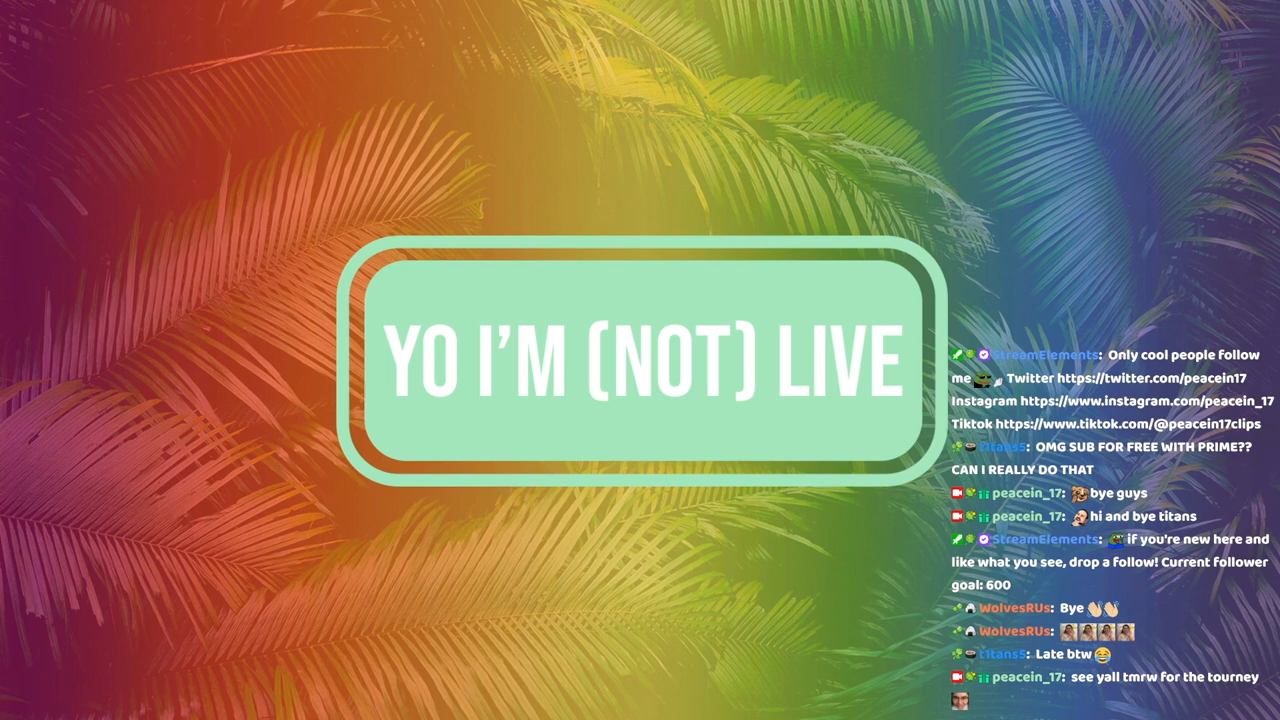 YO I'M (NOT) LIVE
StreamElements: Only cool people follow
me Twitter https://twitter.com/peacein17
Instagram https://www.instagram.com/peacein_17
Tiktok https://www.tiktok.com/@peacein17clips
t1tans5: OMG SUB FOR FREE WITH PRIME??
CAN I REALLY DO THAT
peacein_17: bye guys
peacein_17: hi and bye titans
StreamElements: if you're new here and
like what you see, drop a follow! Current follower
goal: 600
WolvesRUs: Bye 👋👋
WolvesRUs:
t1tans5: Late btw 😂
peacein_17: see yall tmrw for the tourney